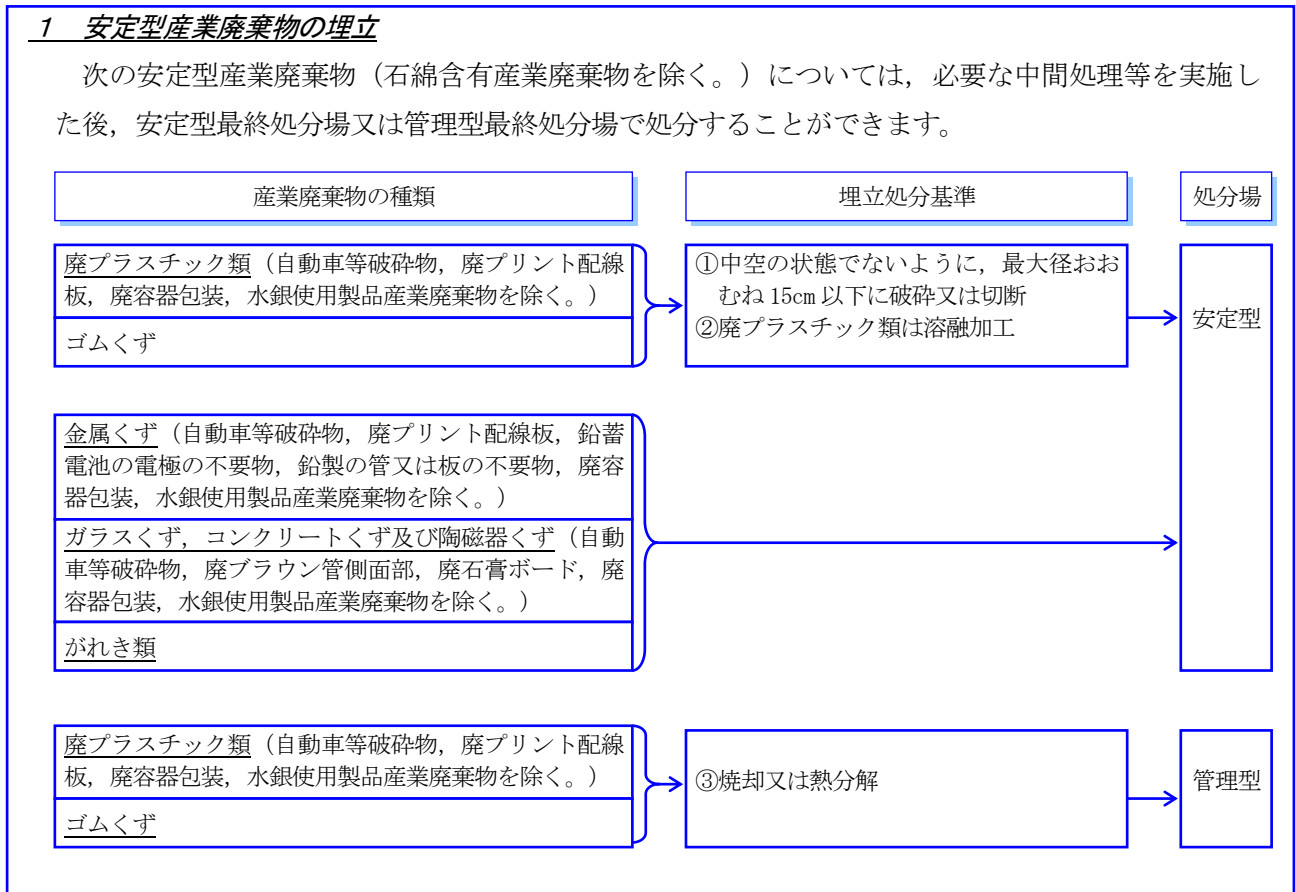 1　安定型産業廃棄物の埋立
次の安定型産業廃棄物（石綿含有産業廃棄物を除く。）については，必要な中間処理等を実施し
た後，安定型最終処分場又は管理型最終処分場で処分することができます。
産業廃棄物の種類
埋立処分基準
処分場
廃プラスチック類（自動車等破砕物，廃プリント配線
板，廃容器包装，水銀使用製品産業廃棄物を除く。）
ゴムくず
①中空の状態でないように，最大径おお
むね 15cm 以下に破砕又は切断
②廃プラスチック類は溶融加工
安定型
金属くず（自動車等破砕物，廃プリント配線板，鉛蓄
電池の電極の不要物，鉛製の管又は板の不要物，廃容
器包装，水銀使用製品産業廃棄物を除く。）
ガラスくず，コンクリートくず及び陶磁器くず（自動
車等破砕物，廃ブラウン管側面部，廃石膏ボード，廃
容器包装，水銀使用製品産業廃棄物を除く。）
がれき類
廃プラスチック類（自動車等破砕物，廃プリント配線
板，廃容器包装，水銀使用製品産業廃棄物を除く。）
ゴムくず
③焼却又は熱分解
管理型